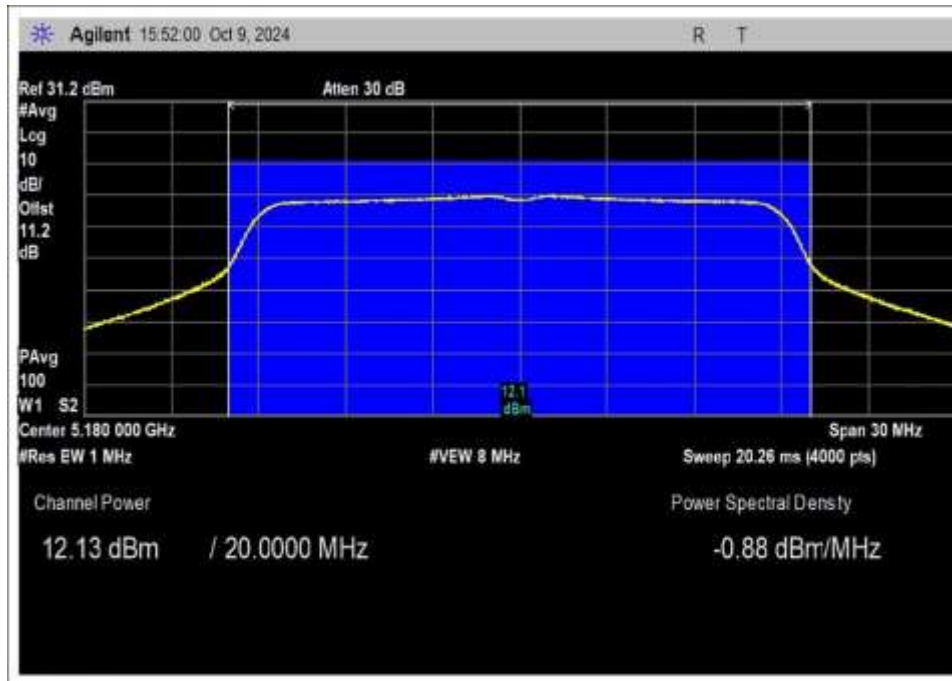 Agilent 15:52:00 Oct 9, 2024 R T
Ref 31.2 dBm Atten 30 dB
#Avg
Log
10
dB/
Offst
11.2
dB
PAvg
100
W1 S2
12.1
dBm
Center 5.180 000 GHz Span 30 MHz
#Res BW 1 MHz #VBW 8 MHz Sweep 20.26 ms (4000 pts)
Channel Power Power Spectral Density
12.13 dBm / 20.0000 MHz -0.88 dBm/MHz